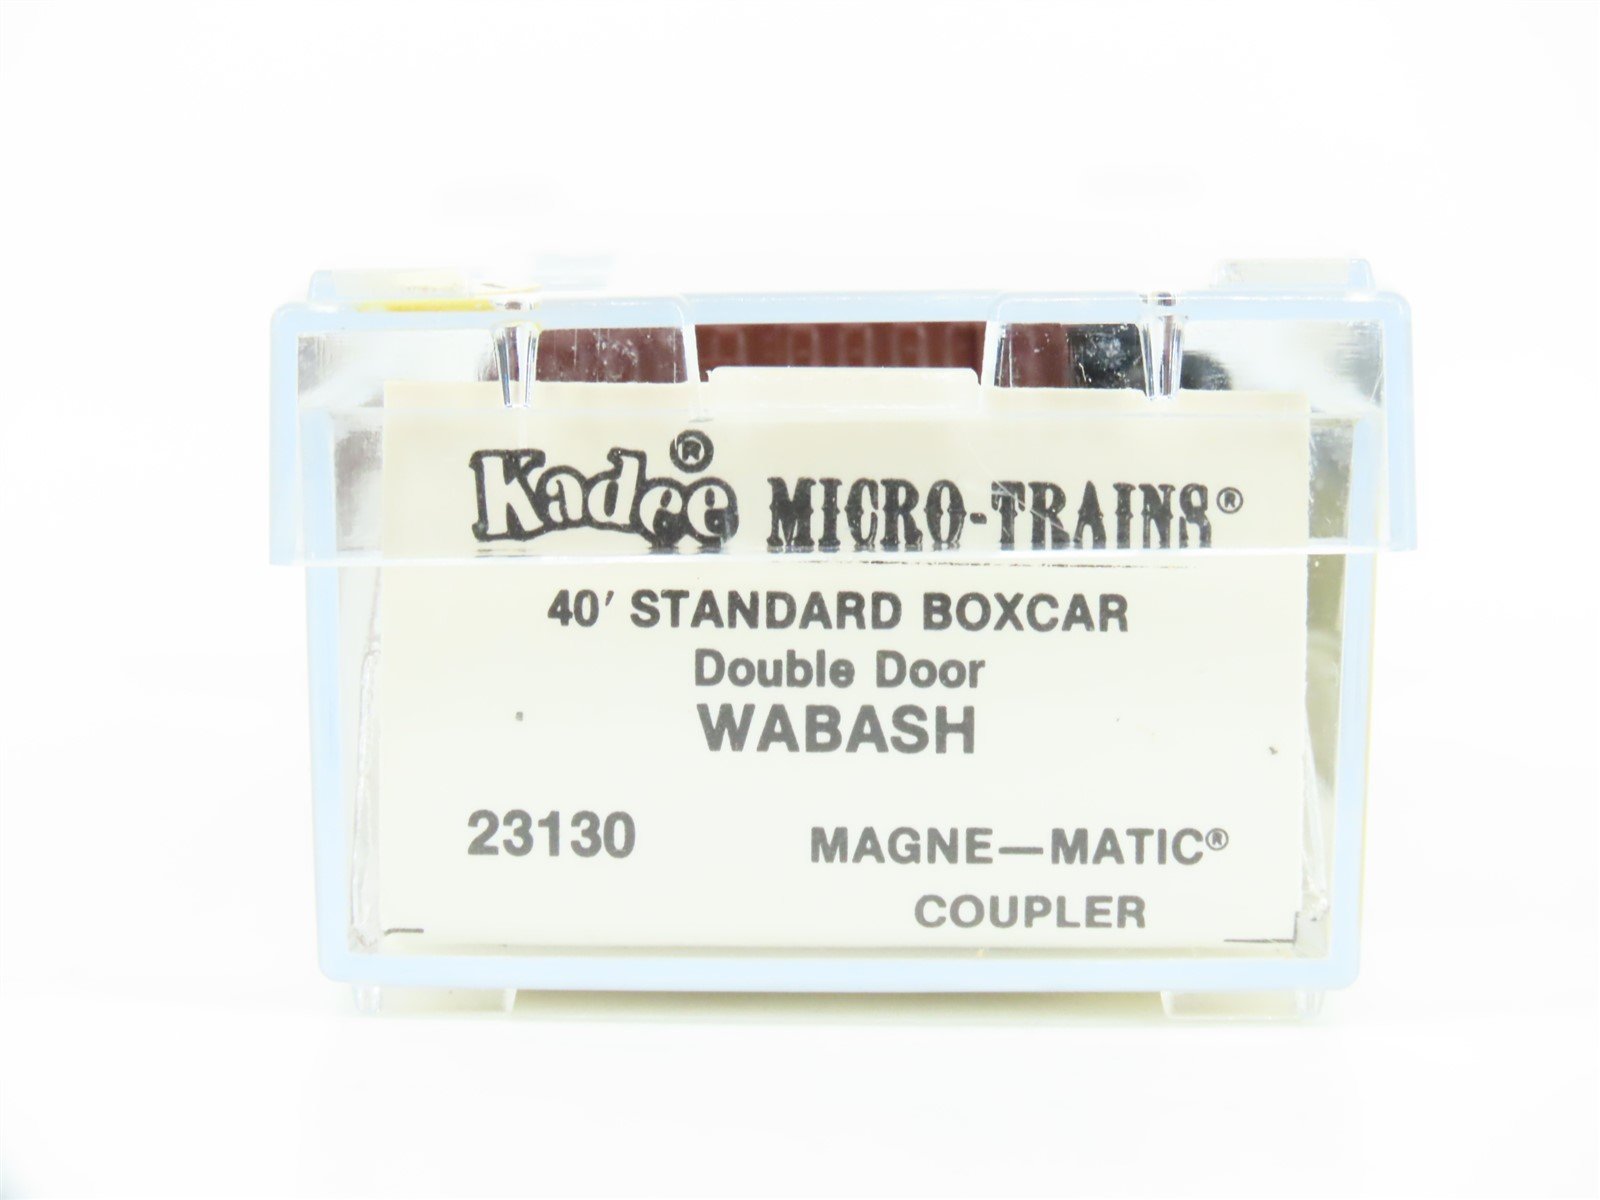 Kadee® MICRO-TRAINS®
40' STANDARD BOXCAR
Double Door
WABASH
23130 MAGNE—MATIC®
COUPLER